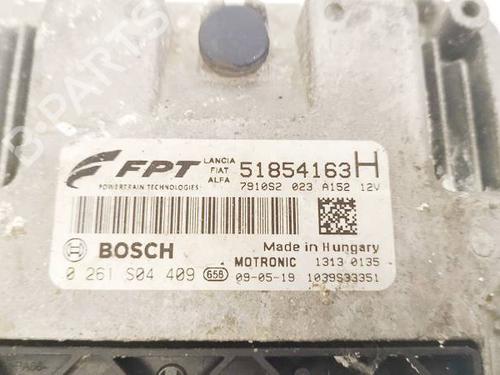 B-PARTS
FPT
POWERTRAIN TECHNOLOGIES
LANCIA
FIAT
ALFA
51854163H
7910S2 023 A152 12V
BOSCH
Made in Hungary
MOTRONIC 1313 0135
0 261 S04 409 658 09-05-19 1039S33351